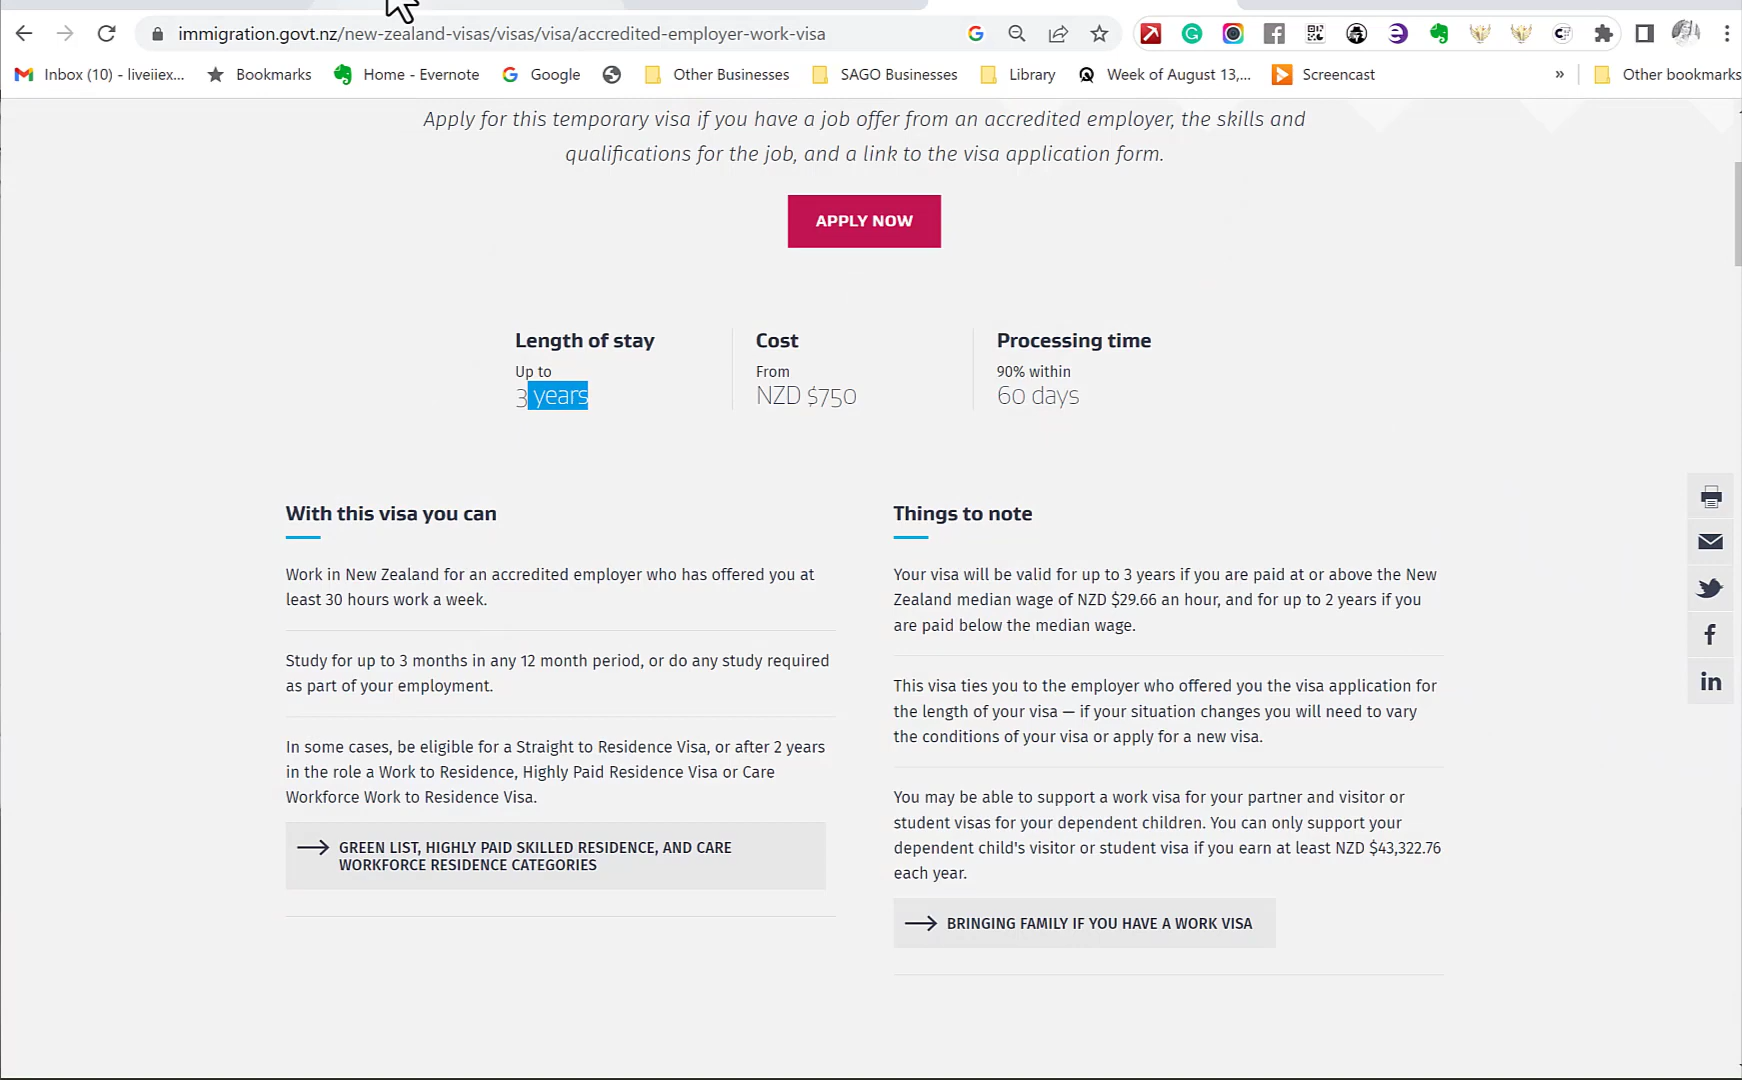 immigration.govt.nz/new-zealand-visas/visas/visa/accredited-employer-work-visa
Inbox (10) - liveiiex... Bookmarks Home - Evernote Google Other Businesses SAGO Businesses Library Week of August 13,... Screencast » Other bookmarks
Apply for this temporary visa if you have a job offer from an accredited employer, the skills and
qualifications for the job, and a link to the visa application form.
APPLY NOW
Length of stay
Up to
3 years
Cost
From
NZD $750
Processing time
90% within
60 days
With this visa you can
Work in New Zealand for an accredited employer who has offered you at
least 30 hours work a week.
Study for up to 3 months in any 12 month period, or do any study required
as part of your employment.
In some cases, be eligible for a Straight to Residence Visa, or after 2 years
in the role a Work to Residence, Highly Paid Residence Visa or Care
Workforce Work to Residence Visa.
GREEN LIST, HIGHLY PAID SKILLED RESIDENCE, AND CARE
WORKFORCE RESIDENCE CATEGORIES
Things to note
Your visa will be valid for up to 3 years if you are paid at or above the New
Zealand median wage of NZD $29.66 an hour, and for up to 2 years if you
are paid below the median wage.
This visa ties you to the employer who offered you the visa application for
the length of your visa — if your situation changes you will need to vary
the conditions of your visa or apply for a new visa.
You may be able to support a work visa for your partner and visitor or
student visas for your dependent children. You can only support your
dependent child's visitor or student visa if you earn at least NZD $43,322.76
each year.
BRINGING FAMILY IF YOU HAVE A WORK VISA